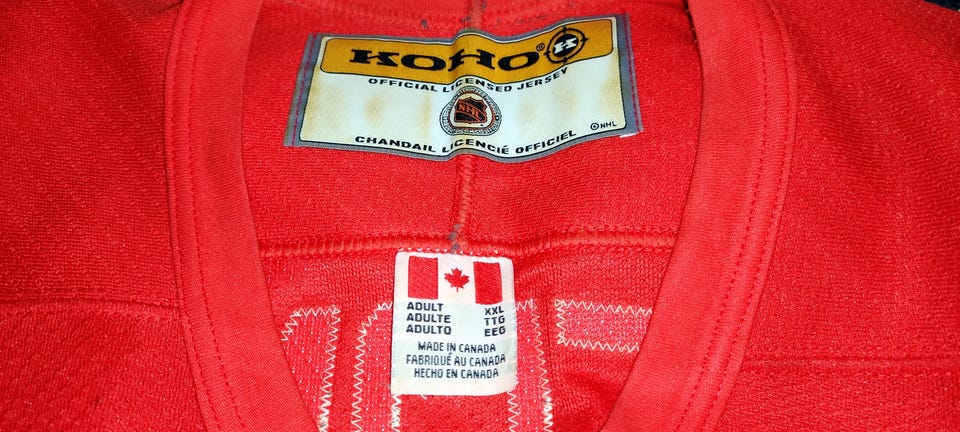 KOHO® K
OFFICIAL LICENSED JERSEY
NHL
©NHL
CHANDAIL LICENCIÉ OFFICIEL
ADULT XXL
ADULTE TTG
ADULTO EEG
MADE IN CANADA
FABRIQUÉ AU CANADA
HECHO EN CANADA